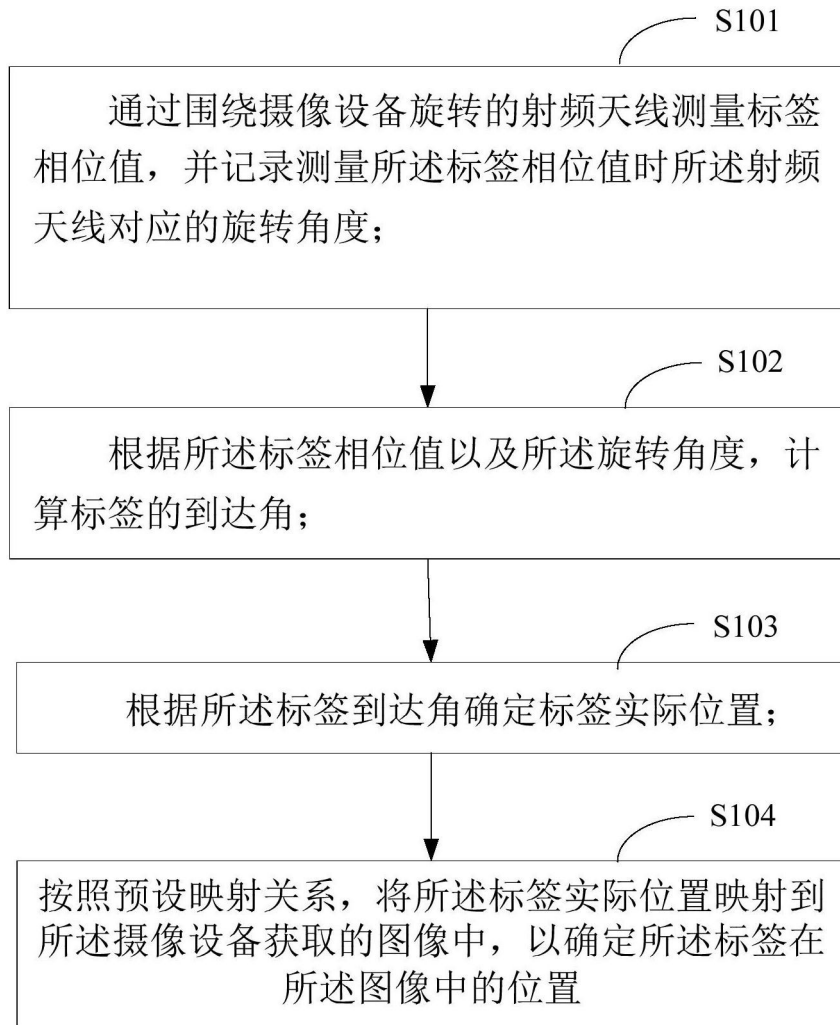 S101
通过围绕摄像设备旋转的射频天线测量标签
相位值，并记录测量所述标签相位值时所述射频
天线对应的旋转角度；
S102
根据所述标签相位值以及所述旋转角度，计
算标签的到达角；
S103
根据所述标签到达角确定标签实际位置；
S104
按照预设映射关系，将所述标签实际位置映射到
所述摄像设备获取的图像中，以确定所述标签在
所述图像中的位置